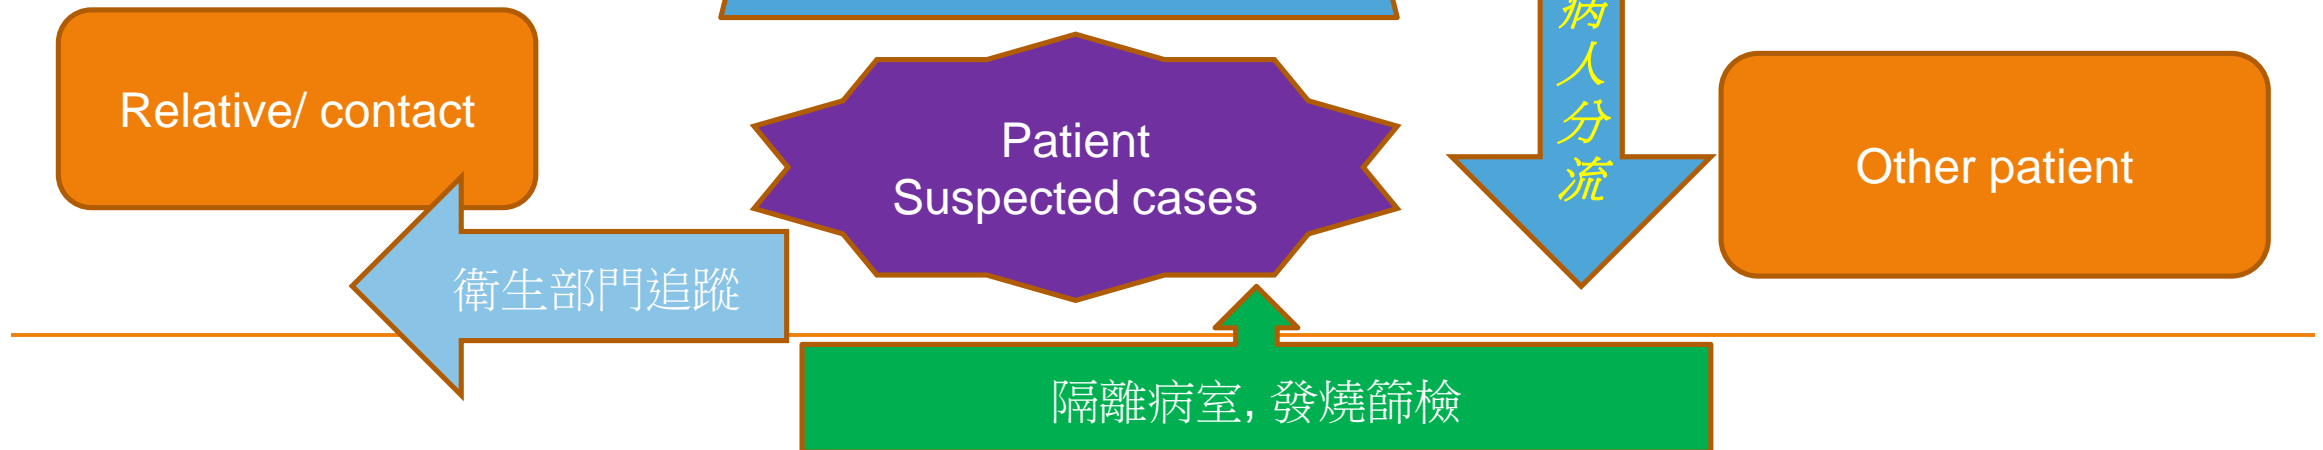 Relative/ contact
Patient
Suspected cases
病人分流
Other patient
衛生部門追蹤
隔離病室, 發燒篩檢